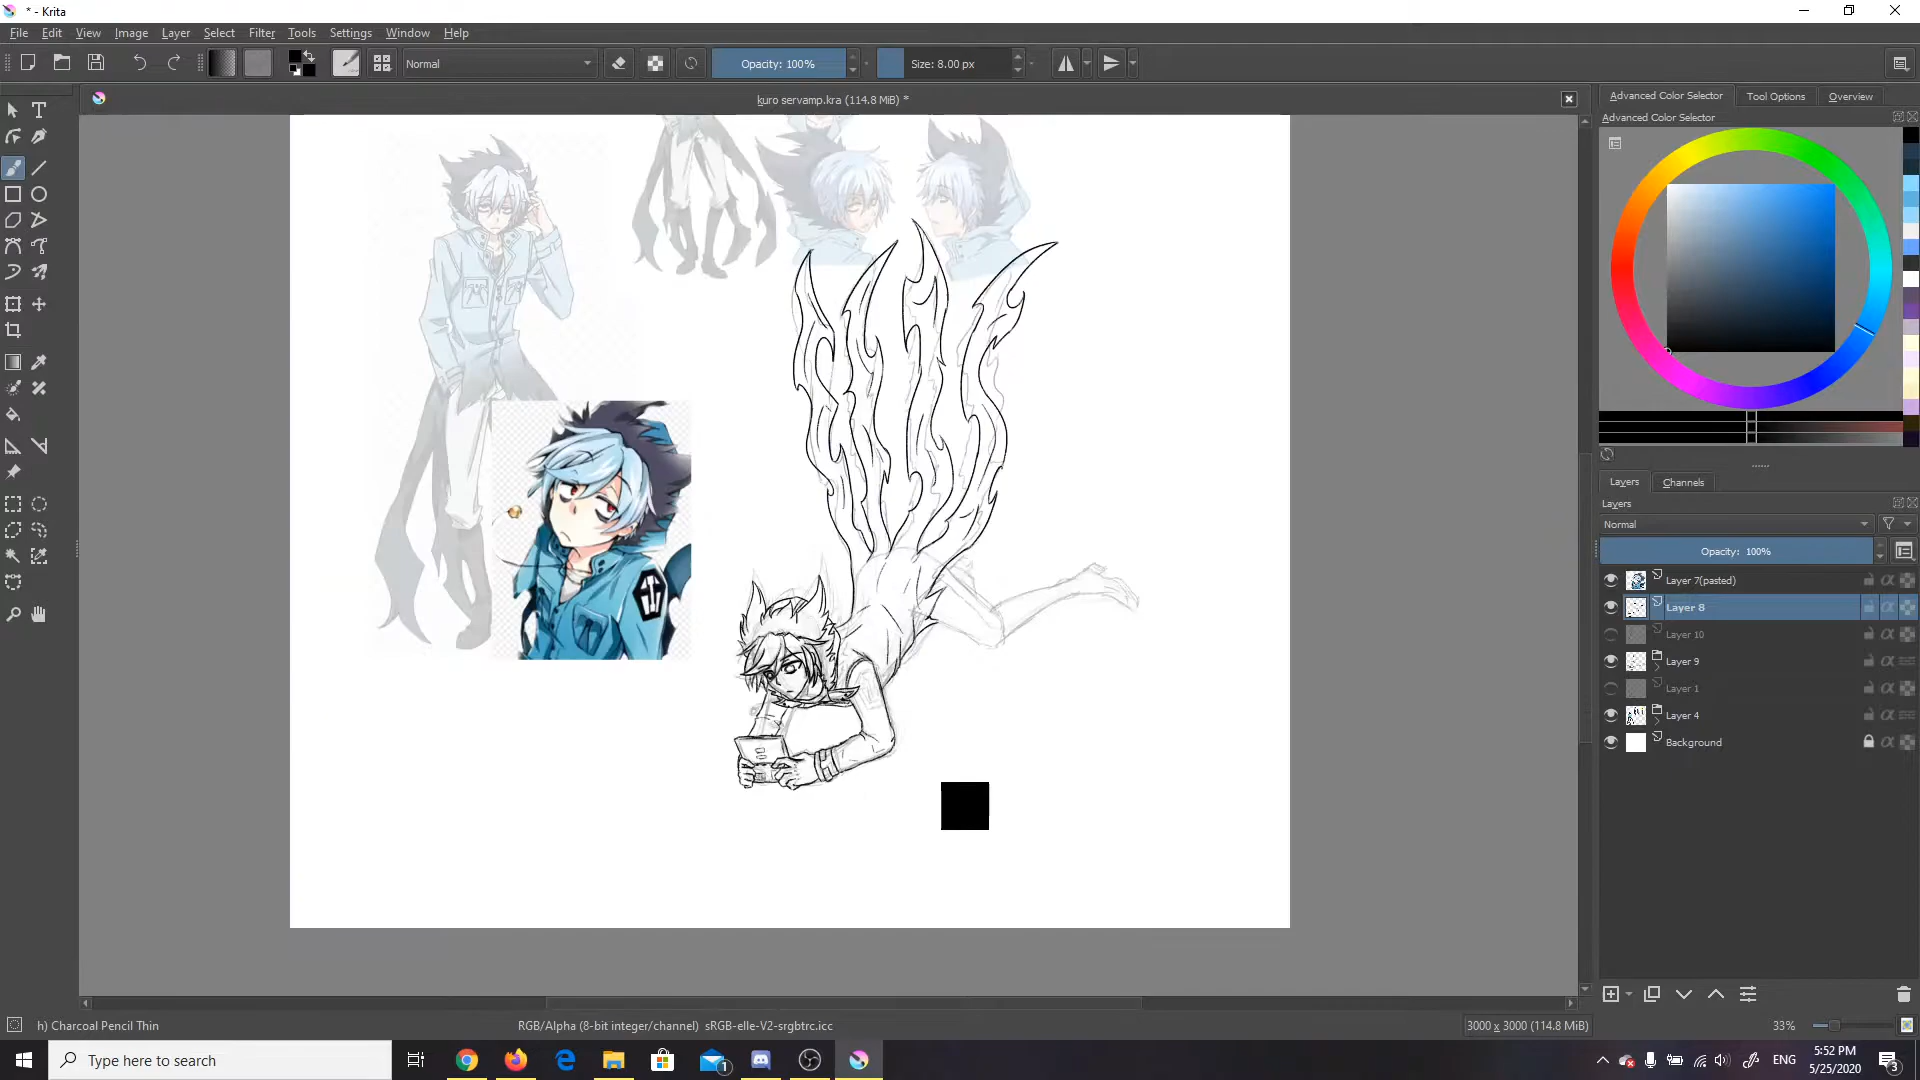 * - Krita
File Edit View Image Layer Select Filter Tools Settings Window Help
Normal Opacity: 100% Size: 8.00 px
kuro servamp.kra (114.8 MiB) *
Advanced Color Selector Tool Options Overview
Advanced Color Selector
Layers Channels
Layers
Normal
Opacity: 100%
Layer 7(pasted)
Layer 8
Layer 10
Layer 9
Layer 1
Layer 4
Background
h) Charcoal Pencil Thin RGB/Alpha (8-bit integer/channel) sRGB-elle-V2-srgbtrc.icc 3000 x 3000 (114.8 MiB) 33%
Type here to search 1 ENG 5:52 PM 3
5/25/2020